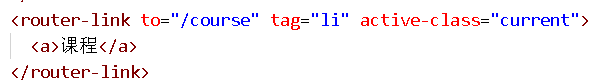 <router-link to="/course" tag="li" active-class="current">
<a>课程</a>
</router-link>